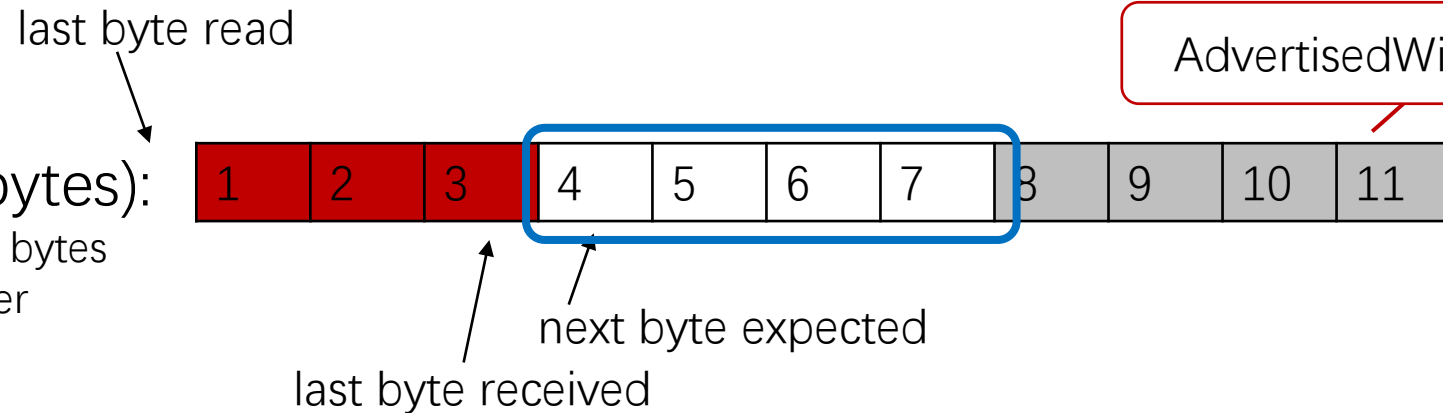 last byte read
AdvertisedWi
bytes):
1 2 3 4 5 6 7 8 9 10 11
bytes
er
next byte expected
last byte received